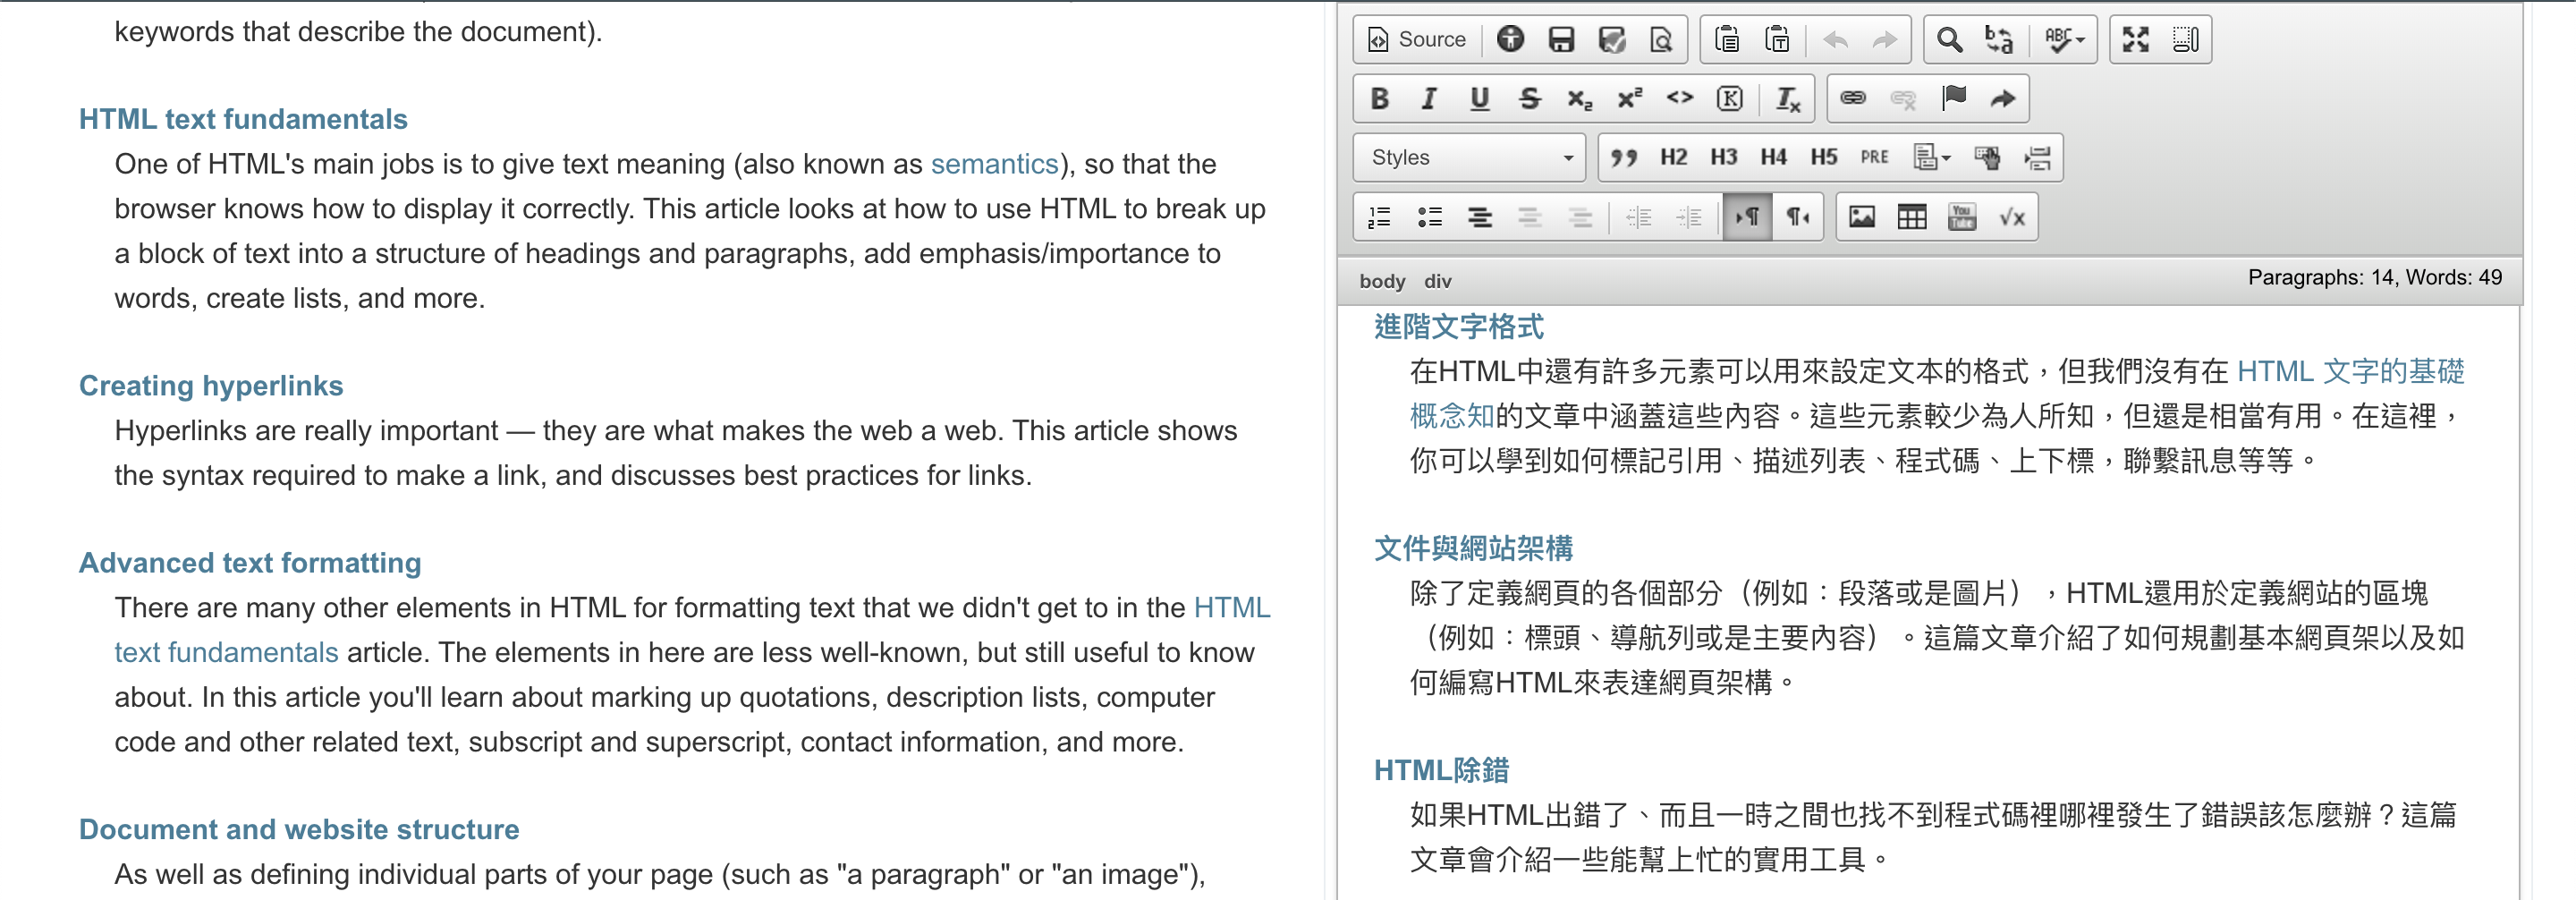 keywords that describe the document).
HTML text fundamentals
One of HTML's main jobs is to give text meaning (also known as semantics), so that the
browser knows how to display it correctly. This article looks at how to use HTML to break up
a block of text into a structure of headings and paragraphs, add emphasis/importance to
words, create lists, and more.
Creating hyperlinks
Hyperlinks are really important — they are what makes the web a web. This article shows
the syntax required to make a link, and discusses best practices for links.
Advanced text formatting
There are many other elements in HTML for formatting text that we didn't get to in the HTML
text fundamentals article. The elements in here are less well-known, but still useful to know
about. In this article you'll learn about marking up quotations, description lists, computer
code and other related text, subscript and superscript, contact information, and more.
Document and website structure
As well as defining individual parts of your page (such as "a paragraph" or "an image"),
Source
ABC
B I U S x₂ x² <> K Tx
Styles
H2 H3 H4 H5 PRE
You Tube √x
body div
Paragraphs: 14, Words: 49
進階文字格式
在HTML中還有許多元素可以用來設定文本的格式，但我們沒有在 HTML 文字的基礎
概念知的文章中涵蓋這些內容。這些元素較少為人所知，但還是相當有用。在這裡，
你可以學到如何標記引用、描述列表、程式碼、上下標，聯繫訊息等等。
文件與網站架構
除了定義網頁的各個部分（例如：段落或是圖片），HTML還用於定義網站的區塊
（例如：標頭、導航列或是主要內容）。這篇文章介紹了如何規劃基本網頁架以及如
何編寫HTML來表達網頁架構。
HTML除錯
如果HTML出錯了、而且一時之間也找不到程式碼裡哪裡發生了錯誤該怎麼辦？這篇
文章會介紹一些能幫上忙的實用工具。